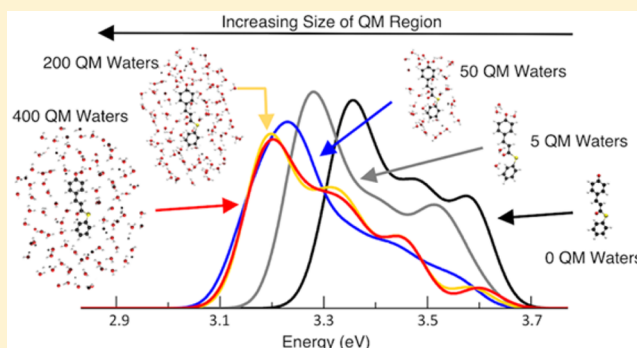 Increasing Size of QM Region
200 QM Waters
50 QM Waters
400 QM Waters
5 QM Waters
0 QM Waters
2.9 3.1 3.3 3.5 3.7
Energy (eV)